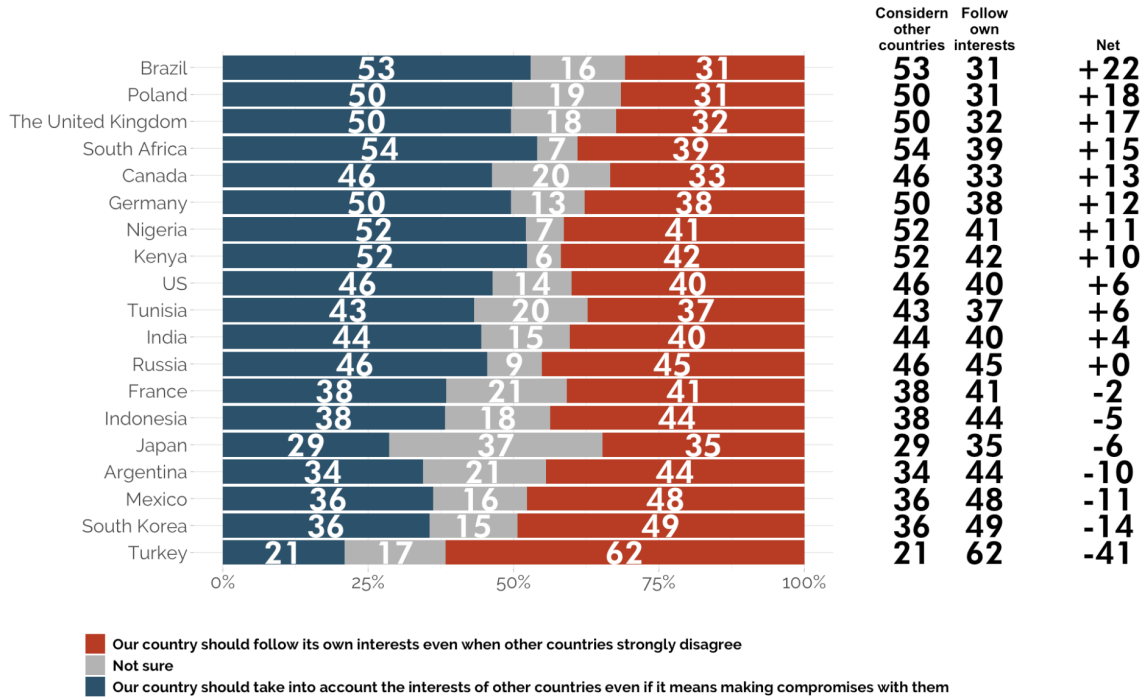 Considern Follow
other own
countries interests Net
Brazil 53 16 31 53 31 +22
Poland 50 19 31 50 31 +18
The United Kingdom 50 18 32 50 32 +17
South Africa 54 7 39 54 39 +15
Canada 46 20 33 46 33 +13
Germany 50 13 38 50 38 +12
Nigeria 52 7 41 52 41 +11
Kenya 52 6 42 52 42 +10
US 46 14 40 46 40 +6
Tunisia 43 20 37 43 37 +6
India 44 15 40 44 40 +4
Russia 46 9 45 46 45 +0
France 38 21 41 38 41 -2
Indonesia 38 18 44 38 44 -5
Japan 29 37 35 29 35 -6
Argentina 34 21 44 34 44 -10
Mexico 36 16 48 36 48 -11
South Korea 36 15 49 36 49 -14
Turkey 21 17 62 21 62 -41
0% 25% 50% 75% 100%
Our country should follow its own interests even when other countries strongly disagree
Not sure
Our country should take into account the interests of other countries even if it means making compromises with them